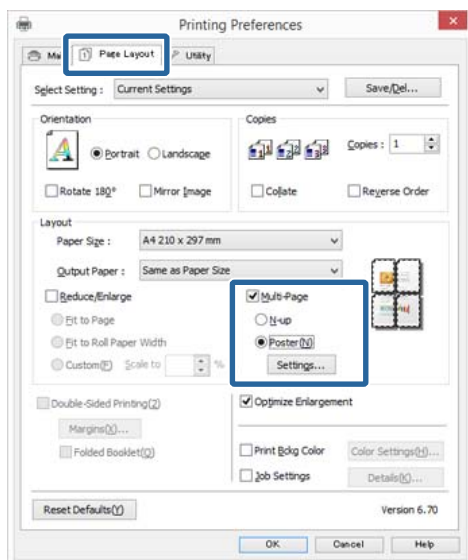 Printing Preferences
Page Layout
Utility
Select Setting : Current Settings Save/Del...
Orientation Copies
Portrait Landscape Copies : 1
Rotate 180° Mirror Image Collate Reverse Order
Layout
Paper Size : A4 210 x 297 mm
Output Paper : Same as Paper Size
Reduce/Enlarge Multi-Page
Fit to Page N-up
Fit to Roll Paper Width Poster(N)
Custom(F) Scale to % Settings...
Double-Sided Printing(2) Optimize Enlargement
Margins(X)...
Folded Booklet(O) Print Bckg Color Color Settings(H)...
Job Settings Details(K)...
Reset Defaults(Y) Version 6.70
OK Cancel Help